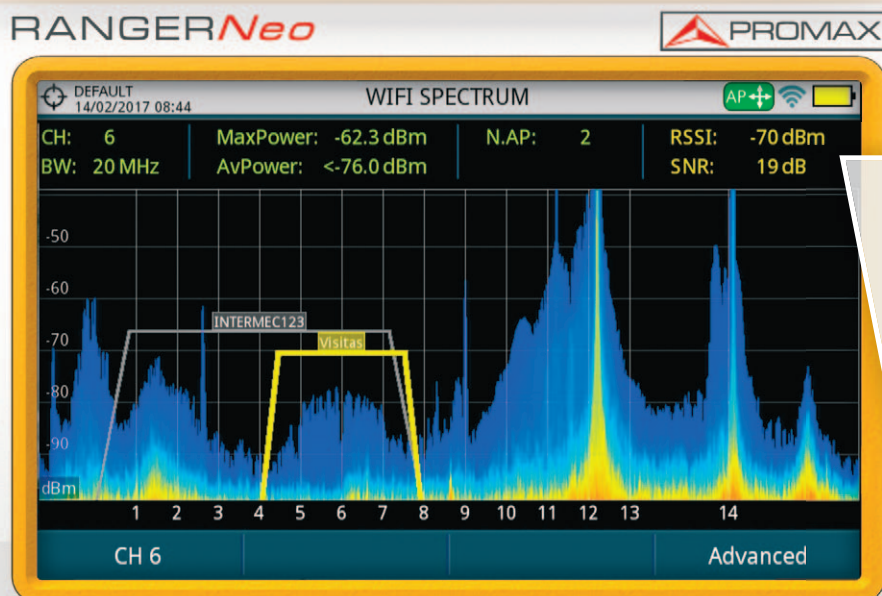 RANGERNeo
PROMAX
DEFAULT
14/02/2017 08:44
WIFI SPECTRUM
AP
CH: 6
MaxPower: -62.3 dBm
N.AP: 2
RSSI: -70 dBm
BW: 20 MHz
AvPower: <-76.0 dBm
SNR: 19 dB
-50
-60
INTERMEC123
-70
Visitas
-80
-90
dBm
1 2 3 4 5 6 7 8 9 10 11 12 13 14
CH 6
Advanced